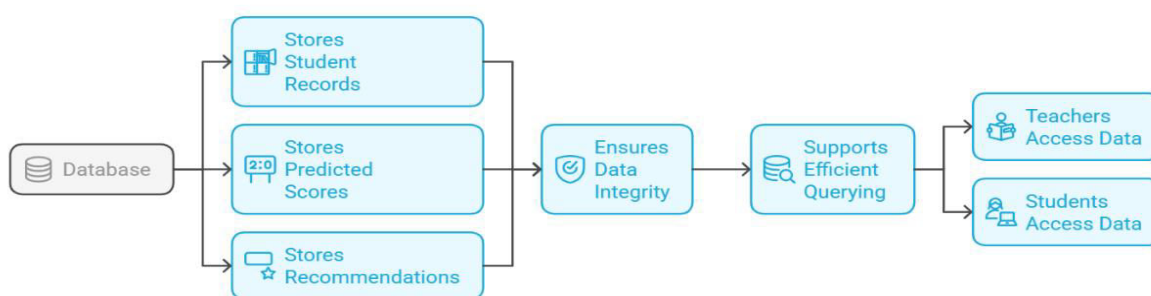 Database
Stores
Student
Records
Stores
Predicted
Scores
2:0
Stores
Recommendations
Ensures
Data
Integrity
Supports
Efficient
Querying
Teachers
Access Data
Students
Access Data